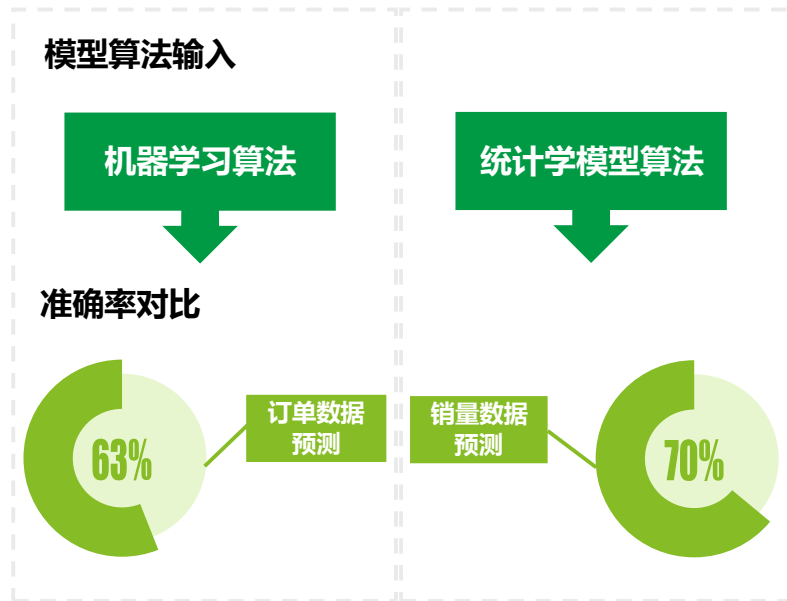 模型算法输入
机器学习算法
统计学模型算法
准确率对比
63%
订单数据
预测
销量数据
预测
70%